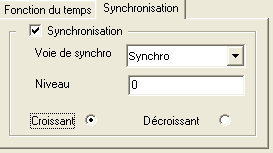 Fonction du temps Synchronisation
Synchronisation
Voie de synchro Synchro
Niveau 0
Croissant Décroissant